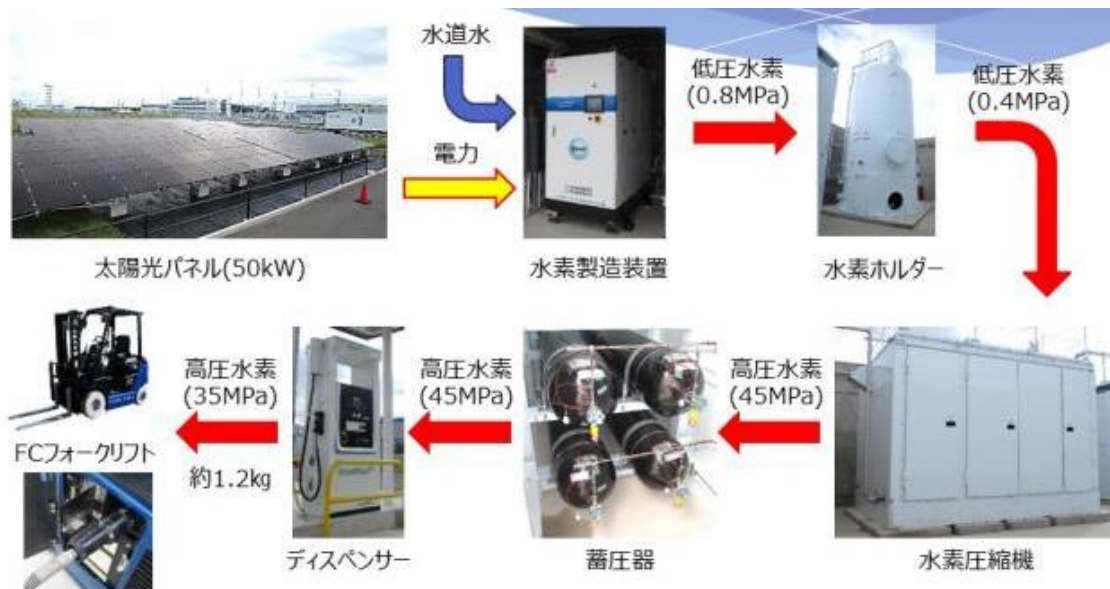 水道水
電力
低圧水素
(0.8MPa)
低圧水素
(0.4MPa)
太陽光パネル(50kW)
水素製造装置
水素ホルダー
高圧水素
(35MPa)
約1.2kg
高圧水素
(45MPa)
高圧水素
(45MPa)
FCフォークリフト
ディスペンサー
蓄圧器
水素圧縮機